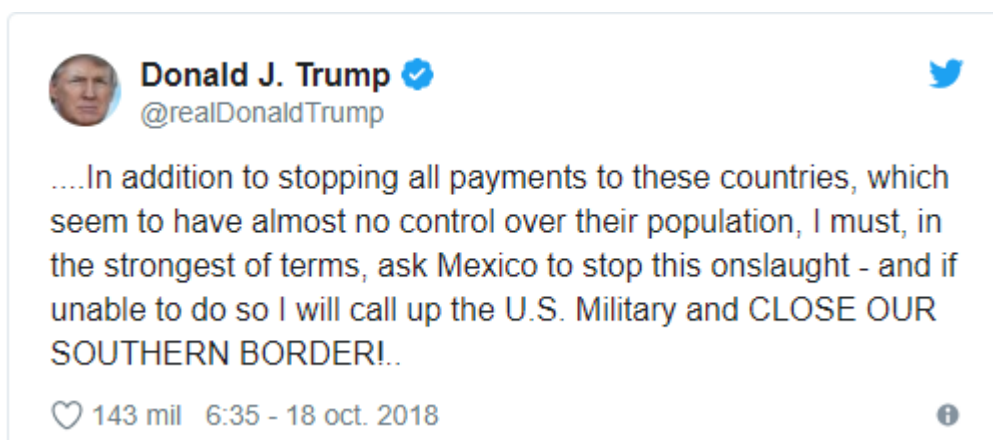 Donald J. Trump
@realDonaldTrump
....In addition to stopping all payments to these countries, which
seem to have almost no control over their population, I must, in
the strongest of terms, ask Mexico to stop this onslaught - and if
unable to do so I will call up the U.S. Military and CLOSE OUR
SOUTHERN BORDER!..
143 mil 6:35 - 18 oct. 2018